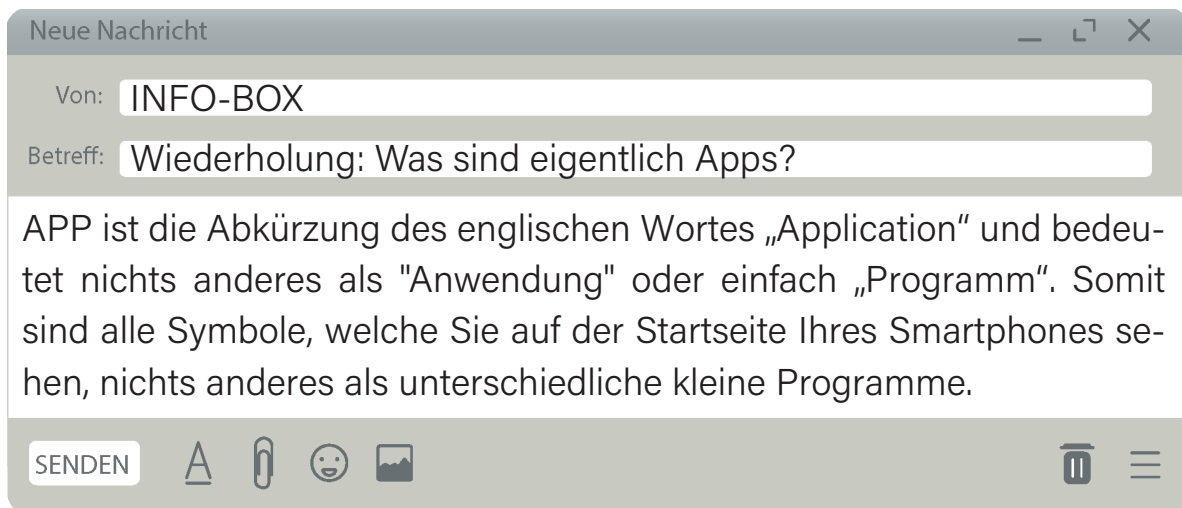 Neue Nachricht
Von: INFO-BOX
Betreff: Wiederholung: Was sind eigentlich Apps?
APP ist die Abkürzung des englischen Wortes „Application“ und bedeu-
tet nichts anderes als "Anwendung" oder einfach „Programm“. Somit
sind alle Symbole, welche Sie auf der Startseite Ihres Smartphones se-
hen, nichts anderes als unterschiedliche kleine Programme.
SENDEN A